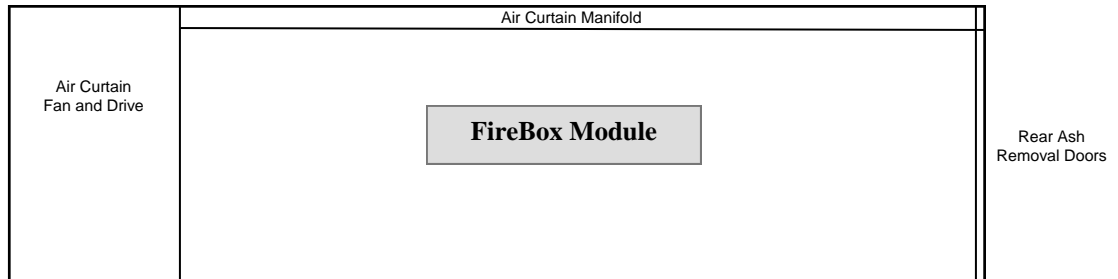 Air Curtain Manifold
Air Curtain
Fan and Drive
FireBox Module
Rear Ash
Removal Doors